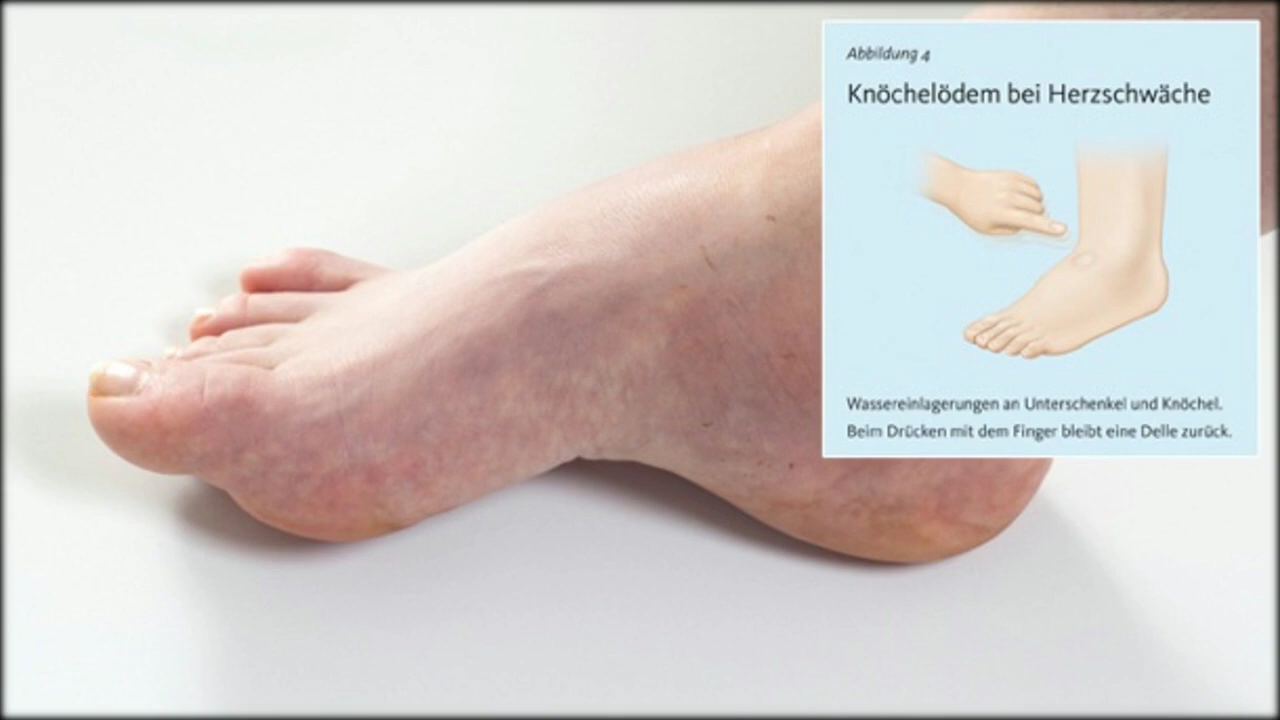 Abbildung 4
Knöchelödem bei Herzschwäche
Wassereinlagerungen an Unterschenkel und Knöchel.
Beim Drücken mit dem Finger bleibt eine Delle zurück.